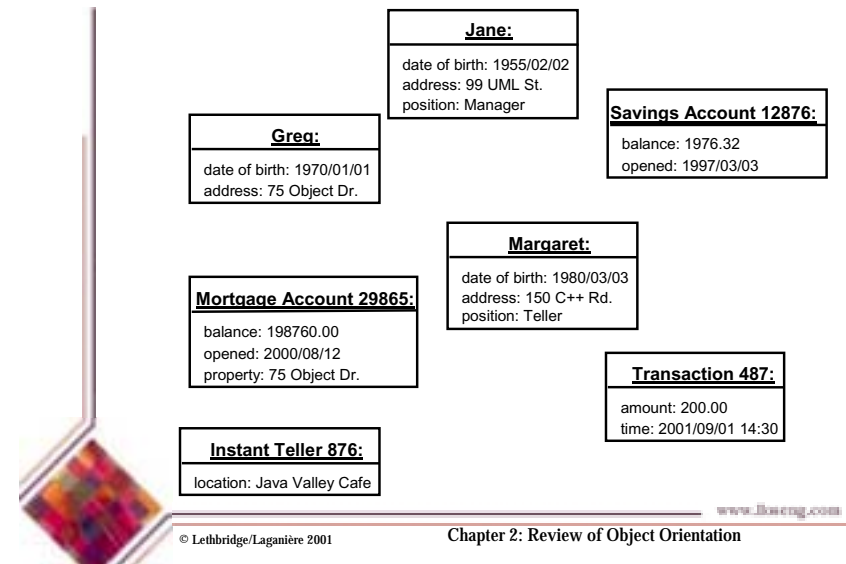 Jane:
date of birth: 1955/02/02
address: 99 UML St.
position: Manager
Savings Account 12876:
balance: 1976.32
opened: 1997/03/03
Greg:
date of birth: 1970/01/01
address: 75 Object Dr.
Margaret:
date of birth: 1980/03/03
address: 150 C++ Rd.
position: Teller
Mortgage Account 29865:
balance: 198760.00
opened: 2000/08/12
property: 75 Object Dr.
Transaction 487:
amount: 200.00
time: 2001/09/01 14:30
Instant Teller 876:
location: Java Valley Cafe
www.lloseng.com
© Lethbridge/Laganière 2001
Chapter 2: Review of Object Orientation